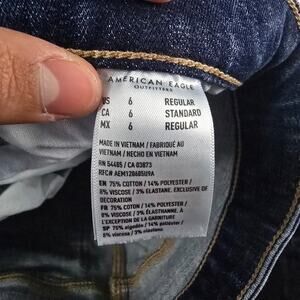 AMERICAN EAGLE
OUTFITTERS
US 6 REGULAR
CA 6 STANDARD
MX 6 REGULAR
MADE IN VIETNAM / FABRIQUÉ AU
VIETNAM / HECHO EN VIETNAM
RN 54485 / CA 03873
EN 75% COTTON / 14% POLYESTER /
8% VISCOSE / 3% ELASTANE. EXCLUSIVE OF
DECORATION
FR 75% COTON / 14% POLYESTER /
8% VISCOSE / 3% ÉLASTHANNE. À
L'EXCEPTION DE LA GARNITURE
SP 75% algodón / 14% poliéster /
8% viscosa / 3% elastano